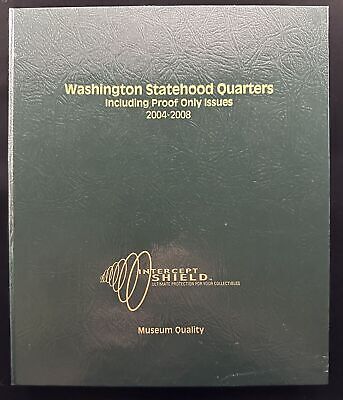 Washington Statehood Quarters
Including Proof Only Issues
2004-2008
INTERCEPT
SHIELD
ULTIMATE PROTECTION FOR YOUR COLLECTIBLES
Museum Quality